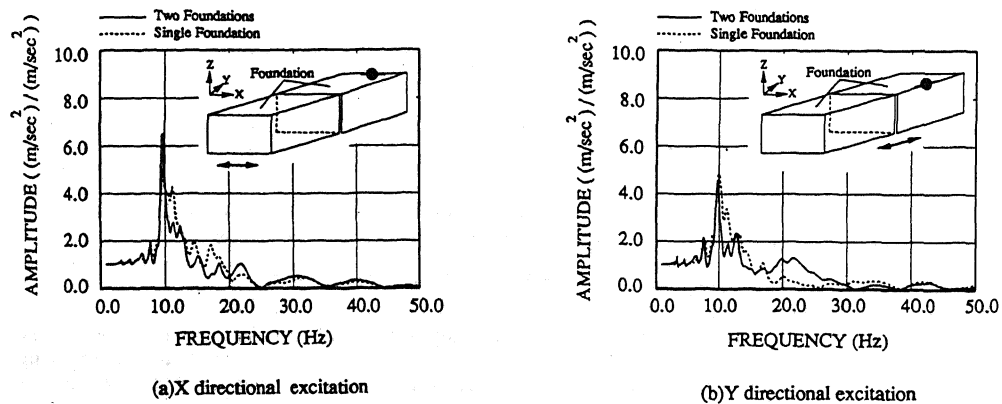 Two Foundations
Single Foundation
AMPLITUDE ( (m/sec²) / (m/sec²) )
10.0
8.0
6.0
4.0
2.0
0.0
Z
Y
X
Foundation
0.0 10.0 20.0 30.0 40.0 50.0
FREQUENCY (Hz)
(a)X directional excitation
Two Foundations
Single Foundation
AMPLITUDE ( (m/sec²) / (m/sec²) )
10.0
8.0
6.0
4.0
2.0
0.0
Z
Y
X
Foundation
0.0 10.0 20.0 30.0 40.0 50.0
FREQUENCY (Hz)
(b)Y directional excitation